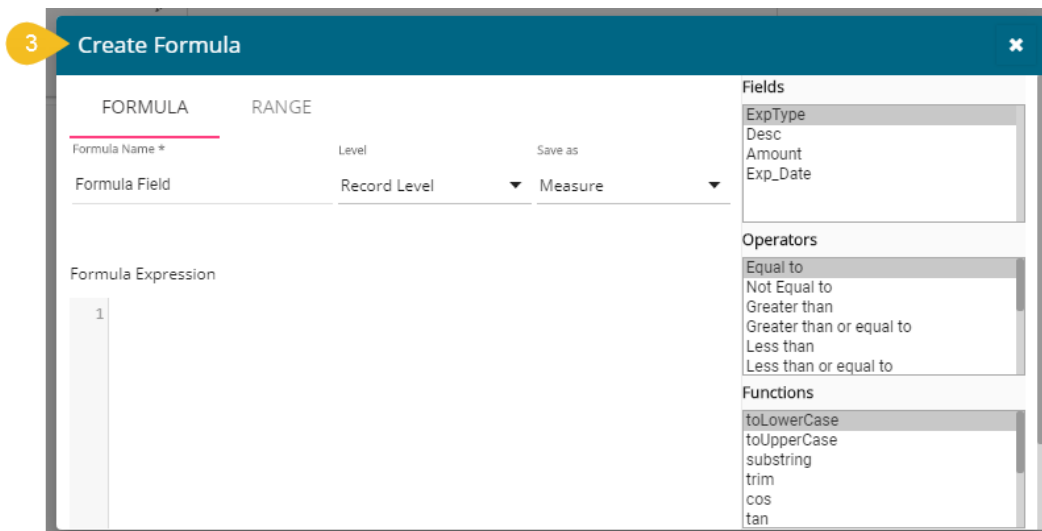 3
Create Formula
FORMULA RANGE
Formula Name * Level Save as
Formula Field Record Level Measure
Formula Expression
1
Fields
ExpType
Desc
Amount
Exp_Date
Operators
Equal to
Not Equal to
Greater than
Greater than or equal to
Less than
Less than or equal to
Functions
toLowerCase
toUpperCase
substring
trim
cos
tan